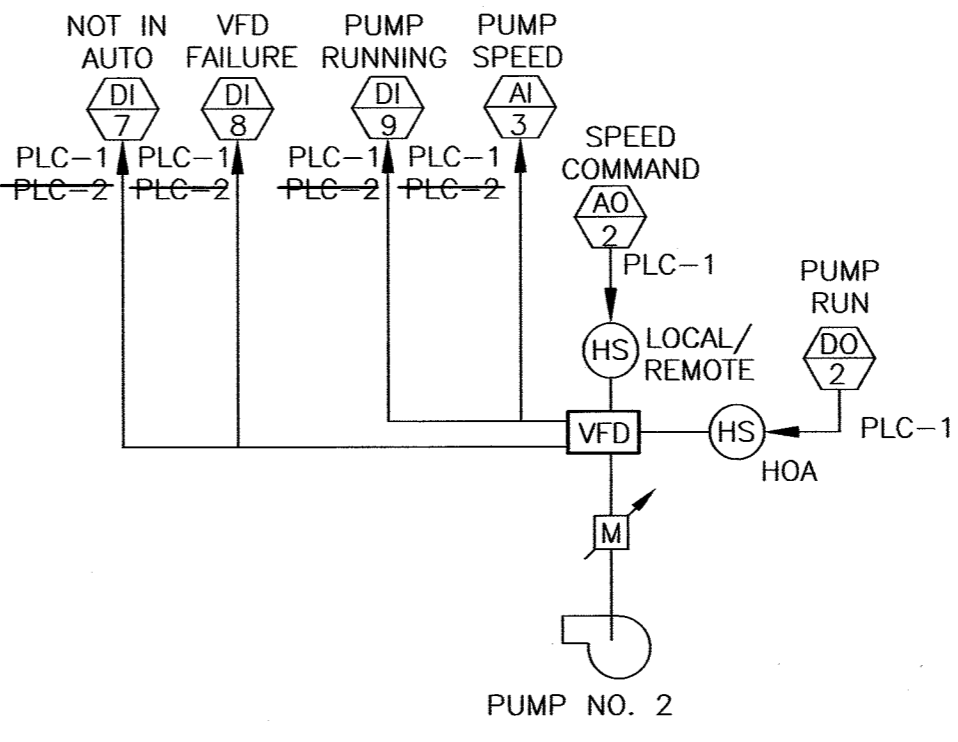 NOT IN
AUTO
DI
7
PLC-1
PLC-2
VFD
FAILURE
DI
8
PLC-1
PLC-2
PUMP
RUNNING
DI
9
PLC-1
PLC-2
PUMP
SPEED
AI
3
PLC-1
PLC-2
SPEED
COMMAND
AO
2
PLC-1
HS
LOCAL/
REMOTE
PUMP
RUN
DO
2
PLC-1
VFD
HS
HOA
M
PUMP NO. 2